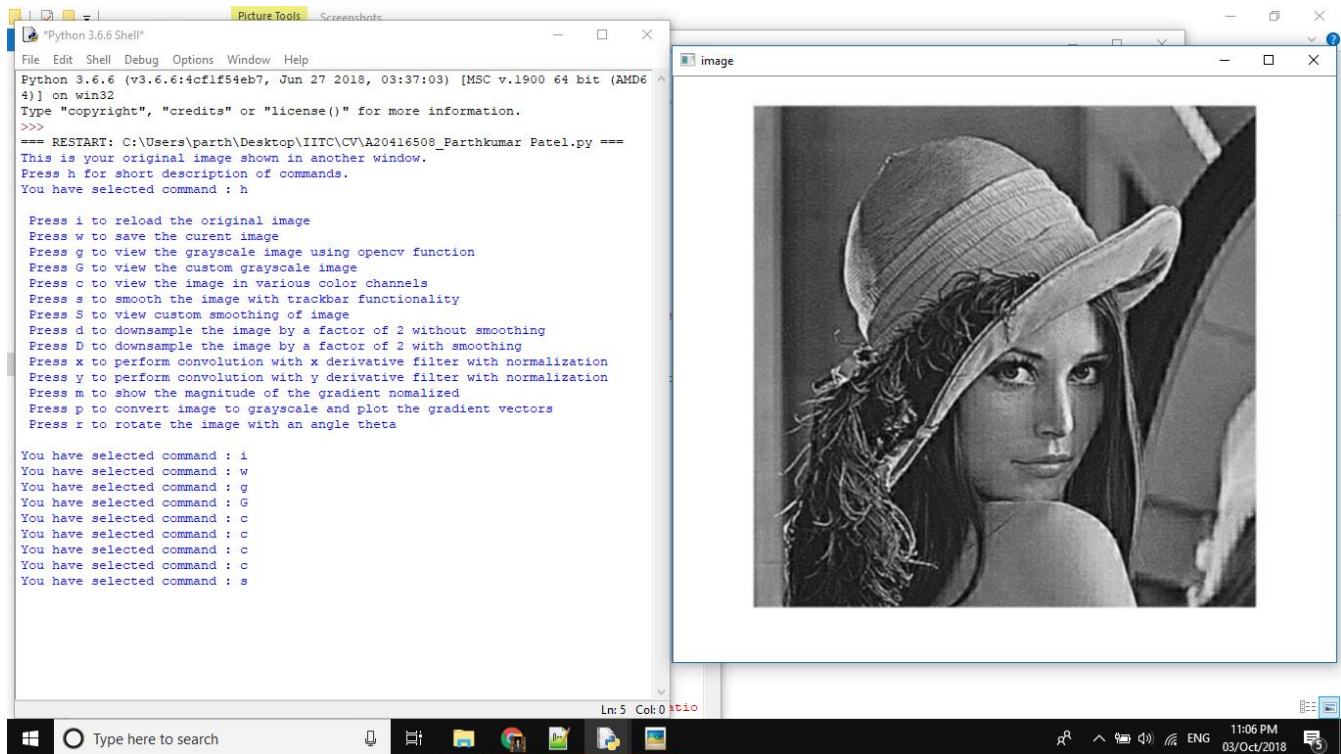 Picture Tools
Screenshots
*Python 3.6.6 Shell*
File Edit Shell Debug Options Window Help
Python 3.6.6 (v3.6.6:4cf1f54eb7, Jun 27 2018, 03:37:03) [MSC v.1900 64 bit (AMD6
4)] on win32
Type "copyright", "credits" or "license()" for more information.
>>>
=== RESTART: C:\Users\parth\Desktop\IITC\CV\A20416508_Parthkumar Patel.py ===
This is your original image shown in another window.
Press h for short description of commands.
You have selected command : h
Press i to reload the original image
Press w to save the curent image
Press g to view the grayscale image using opencv function
Press G to view the custom grayscale image
Press c to view the image in various color channels
Press s to smooth the image with trackbar functionality
Press S to view custom smoothing of image
Press d to downsample the image by a factor of 2 without smoothing
Press D to downsample the image by a factor of 2 with smoothing
Press x to perform convolution with x derivative filter with normalization
Press y to perform convolution with y derivative filter with normalization
Press m to show the magnitude of the gradient nomalized
Press p to convert image to grayscale and plot the gradient vectors
Press r to rotate the image with an angle theta
You have selected command : i
You have selected command : w
You have selected command : g
You have selected command : G
You have selected command : c
You have selected command : c
You have selected command : c
You have selected command : c
You have selected command : s
Ln: 5 Col: 0
atio
image
Type here to search
ENG
11:06 PM
03/Oct/2018
5